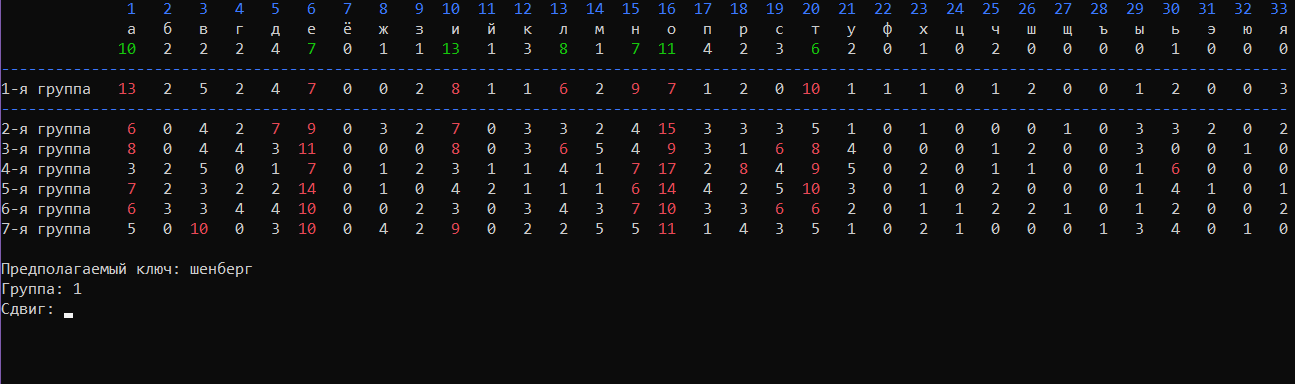 1 2 3 4 5 6 7 8 9 10 11 12 13 14 15 16 17 18 19 20 21 22 23 24 25 26 27 28 29 30 31 32 33
а б в г д е ё ж з и й к л м н о п р с т у ф х ц ч ш щ ъ ы ь э ю я
10 2 2 2 4 7 0 1 1 13 1 3 8 1 7 11 4 2 3 6 2 0 1 0 2 0 0 0 0 1 0 0 0
1-я группа 13 2 5 2 4 7 0 0 2 8 1 1 6 2 9 7 1 2 0 10 1 1 1 0 1 2 0 0 1 2 0 0 3
2-я группа 6 0 4 2 7 9 0 3 2 7 0 3 3 2 4 15 3 3 3 5 1 0 1 0 0 0 1 0 3 3 2 0 2
3-я группа 8 0 4 4 3 11 0 0 0 8 0 3 6 5 4 9 3 1 6 8 4 0 0 0 1 2 0 0 3 0 0 1 0
4-я группа 3 2 5 0 1 7 0 1 2 3 1 1 4 1 7 17 2 8 4 9 5 0 2 0 1 1 0 0 1 6 0 0 0
5-я группа 7 2 3 2 2 14 0 1 0 4 2 1 1 1 6 14 4 2 5 10 3 0 1 0 2 0 0 0 1 4 1 0 1
6-я группа 6 3 3 4 4 10 0 0 2 3 0 3 4 3 7 10 3 3 6 6 2 0 1 1 2 2 1 0 1 2 0 0 2
7-я группа 5 0 10 0 3 10 0 4 2 9 0 2 2 5 5 11 1 4 3 5 1 0 2 1 0 0 0 1 3 4 0 1 0
Предполагаемый ключ: шенберг
Группа: 1
Сдвиг: